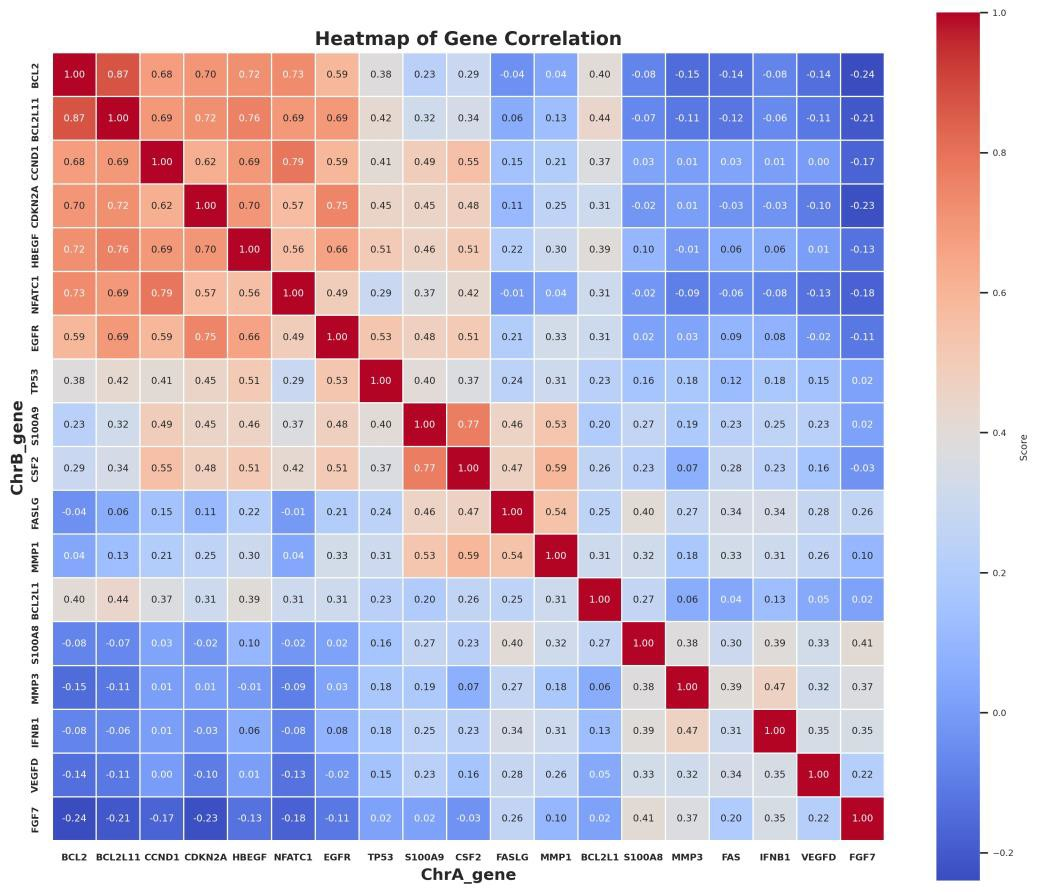 Heatmap of Gene Correlation
BCL2 1.00 0.87 0.68 0.70 0.72 0.73 0.59 0.38 0.23 0.29 -0.04 0.04 0.40 -0.08 -0.15 -0.14 -0.08 -0.14 -0.24
BCL2L11 0.87 1.00 0.69 0.72 0.76 0.69 0.69 0.42 0.32 0.34 0.06 0.13 0.44 -0.07 -0.11 -0.12 -0.06 -0.11 -0.21
CCND1 0.68 0.69 1.00 0.62 0.69 0.79 0.59 0.41 0.49 0.55 0.15 0.21 0.37 0.03 0.01 0.03 0.01 0.00 -0.17
CDKN2A 0.70 0.72 0.62 1.00 0.70 0.57 0.75 0.45 0.45 0.48 0.11 0.25 0.31 -0.02 0.01 -0.03 -0.03 -0.10 -0.23
HBEGF 0.72 0.76 0.69 0.70 1.00 0.56 0.66 0.51 0.46 0.51 0.22 0.30 0.39 0.10 -0.01 0.06 0.06 0.01 -0.13
NFATC1 0.73 0.69 0.79 0.57 0.56 1.00 0.49 0.29 0.37 0.42 -0.01 0.04 0.31 -0.02 -0.09 -0.06 -0.08 -0.13 -0.18
EGFR 0.59 0.69 0.59 0.75 0.66 0.49 1.00 0.53 0.48 0.51 0.21 0.33 0.31 0.02 0.03 0.09 0.08 -0.02 -0.11
TP53 0.38 0.42 0.41 0.45 0.51 0.29 0.53 1.00 0.40 0.37 0.24 0.31 0.23 0.16 0.18 0.12 0.18 0.15 0.02
S100A9 0.23 0.32 0.49 0.45 0.46 0.37 0.48 0.40 1.00 0.77 0.46 0.53 0.20 0.27 0.19 0.23 0.25 0.23 0.02
CSF2 0.29 0.34 0.55 0.48 0.51 0.42 0.51 0.37 0.77 1.00 0.47 0.59 0.26 0.23 0.07 0.28 0.23 0.16 -0.03
FASLG -0.04 0.06 0.15 0.11 0.22 -0.01 0.21 0.24 0.46 0.47 1.00 0.54 0.25 0.40 0.27 0.34 0.34 0.28 0.26
MMP1 0.04 0.13 0.21 0.25 0.30 0.04 0.33 0.31 0.53 0.59 0.54 1.00 0.31 0.32 0.18 0.33 0.31 0.26 0.10
BCL2L1 0.40 0.44 0.37 0.31 0.39 0.31 0.31 0.23 0.20 0.26 0.25 0.31 1.00 0.27 0.06 0.04 0.13 0.05 0.02
S100A8 -0.08 -0.07 0.03 -0.02 0.10 -0.02 0.02 0.16 0.27 0.23 0.40 0.32 0.27 1.00 0.38 0.30 0.39 0.33 0.41
MMP3 -0.15 -0.11 0.01 0.01 -0.01 -0.09 0.03 0.18 0.19 0.07 0.27 0.18 0.06 0.38 1.00 0.39 0.47 0.32 0.37
IFNB1 -0.08 -0.06 0.01 -0.03 0.06 -0.08 0.08 0.18 0.25 0.23 0.34 0.31 0.13 0.39 0.47 0.31 1.00 0.35 0.35
VEGFD -0.14 -0.11 0.00 -0.10 0.01 -0.13 -0.02 0.15 0.23 0.16 0.28 0.26 0.05 0.33 0.32 0.34 0.35 1.00 0.22
FGF7 -0.24 -0.21 -0.17 -0.23 -0.13 -0.18 -0.11 0.02 0.02 -0.03 0.26 0.10 0.02 0.41 0.37 0.20 0.35 0.22 1.00
BCL2 BCL2L11 CCND1 CDKN2A HBEGF NFATC1 EGFR TP53 S100A9 CSF2 FASLG MMP1 BCL2L1 S100A8 MMP3 FAS IFNB1 VEGFD FGF7
ChrA_gene
ChrB_gene
1.0
0.8
0.6
0.4
0.2
0.0
−0.2
Score